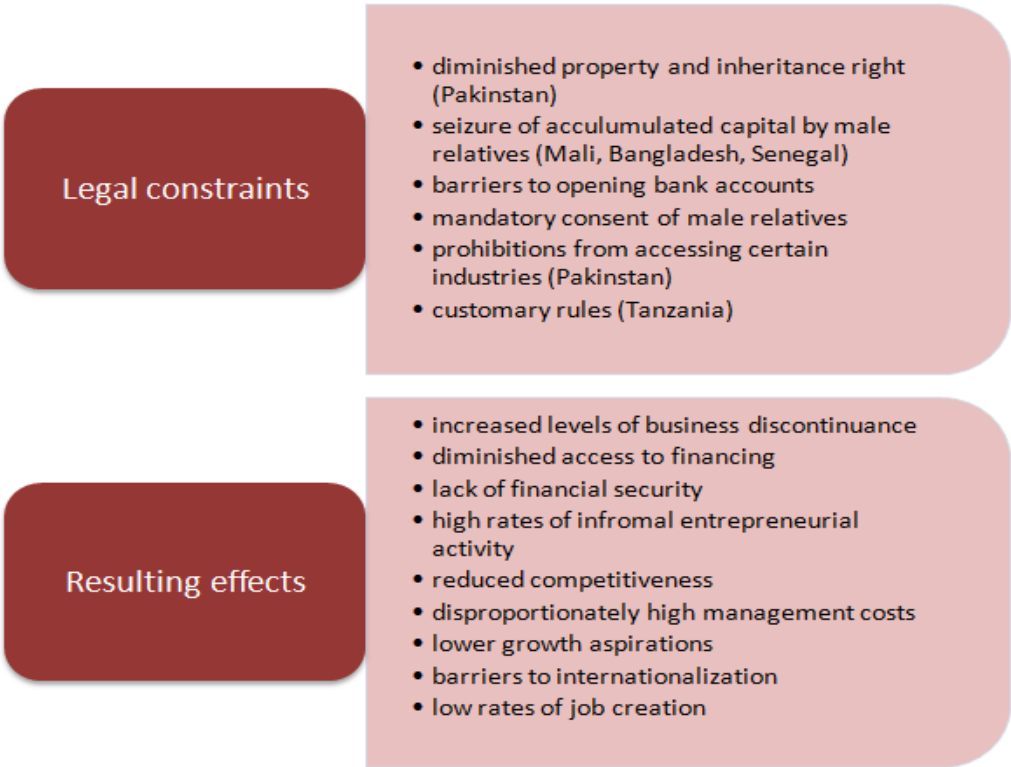 Legal constraints
• diminished property and inheritance right
(Pakinstan)
• seizure of acculumulated capital by male
relatives (Mali, Bangladesh, Senegal)
• barriers to opening bank accounts
• mandatory consent of male relatives
• prohibitions from accessing certain
industries (Pakinstan)
• customary rules (Tanzania)
Resulting effects
• increased levels of business discontinuance
• diminished access to financing
• lack of financial security
• high rates of infromal entrepreneurial
activity
• reduced competitiveness
• disproportionately high management costs
• lower growth aspirations
• barriers to internationalization
• low rates of job creation